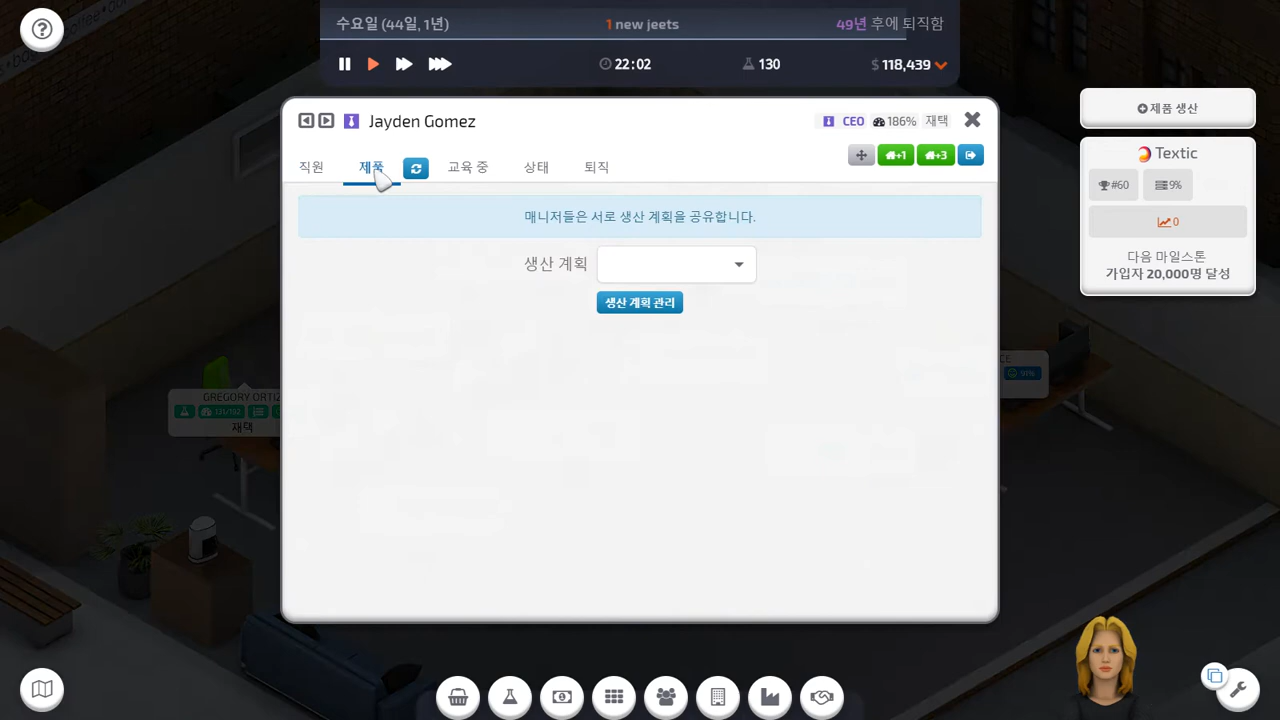 수요일 (44일, 1년)
1 new jeets
49년 후에 퇴직함
22:02
130
$ 118,439
Jayden Gomez
CEO
186%
재택
+1
+3
직원
제품
교육 중
상태
퇴직
매니저들은 서로 생산 계획을 공유합니다.
생산 계획
생산 계획 관리
제품 생산
Textic
#60
9%
0
다음 마일스톤
가입자 20,000명 달성
GREGORY ORTIZ
131/192
재택
CE
91%